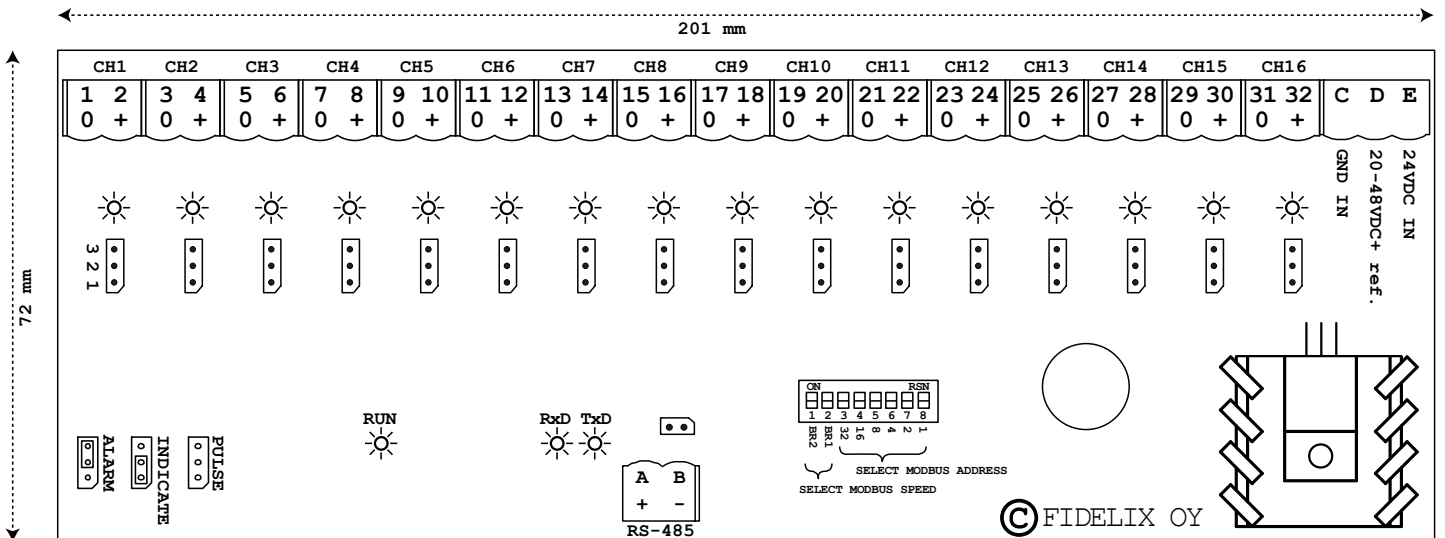 201 mm
72 mm
CH1 CH2 CH3 CH4 CH5 CH6 CH7 CH8 CH9 CH10 CH11 CH12 CH13 CH14 CH15 CH16
1 2 3 4 5 6 7 8 9 10 11 12 13 14 15 16 17 18 19 20 21 22 23 24 25 26 27 28 29 30 31 32 C D E
0 + 0 + 0 + 0 + 0 + 0 + 0 + 0 + 0 + 0 + 0 + 0 + 0 + 0 + 0 + 0 +
GND IN
20-48VDC+ ref.
24VDC IN
3 2 1
ALARM
INDICATE
PULSE
RUN
RxD TxD
A B
+ -
RS-485
ON RSN
1 2 3 4 5 6 7 8
BR2 BR1 32 16 8 4 2 1
SELECT MODBUS ADDRESS
SELECT MODBUS SPEED
© FIDELIX OY